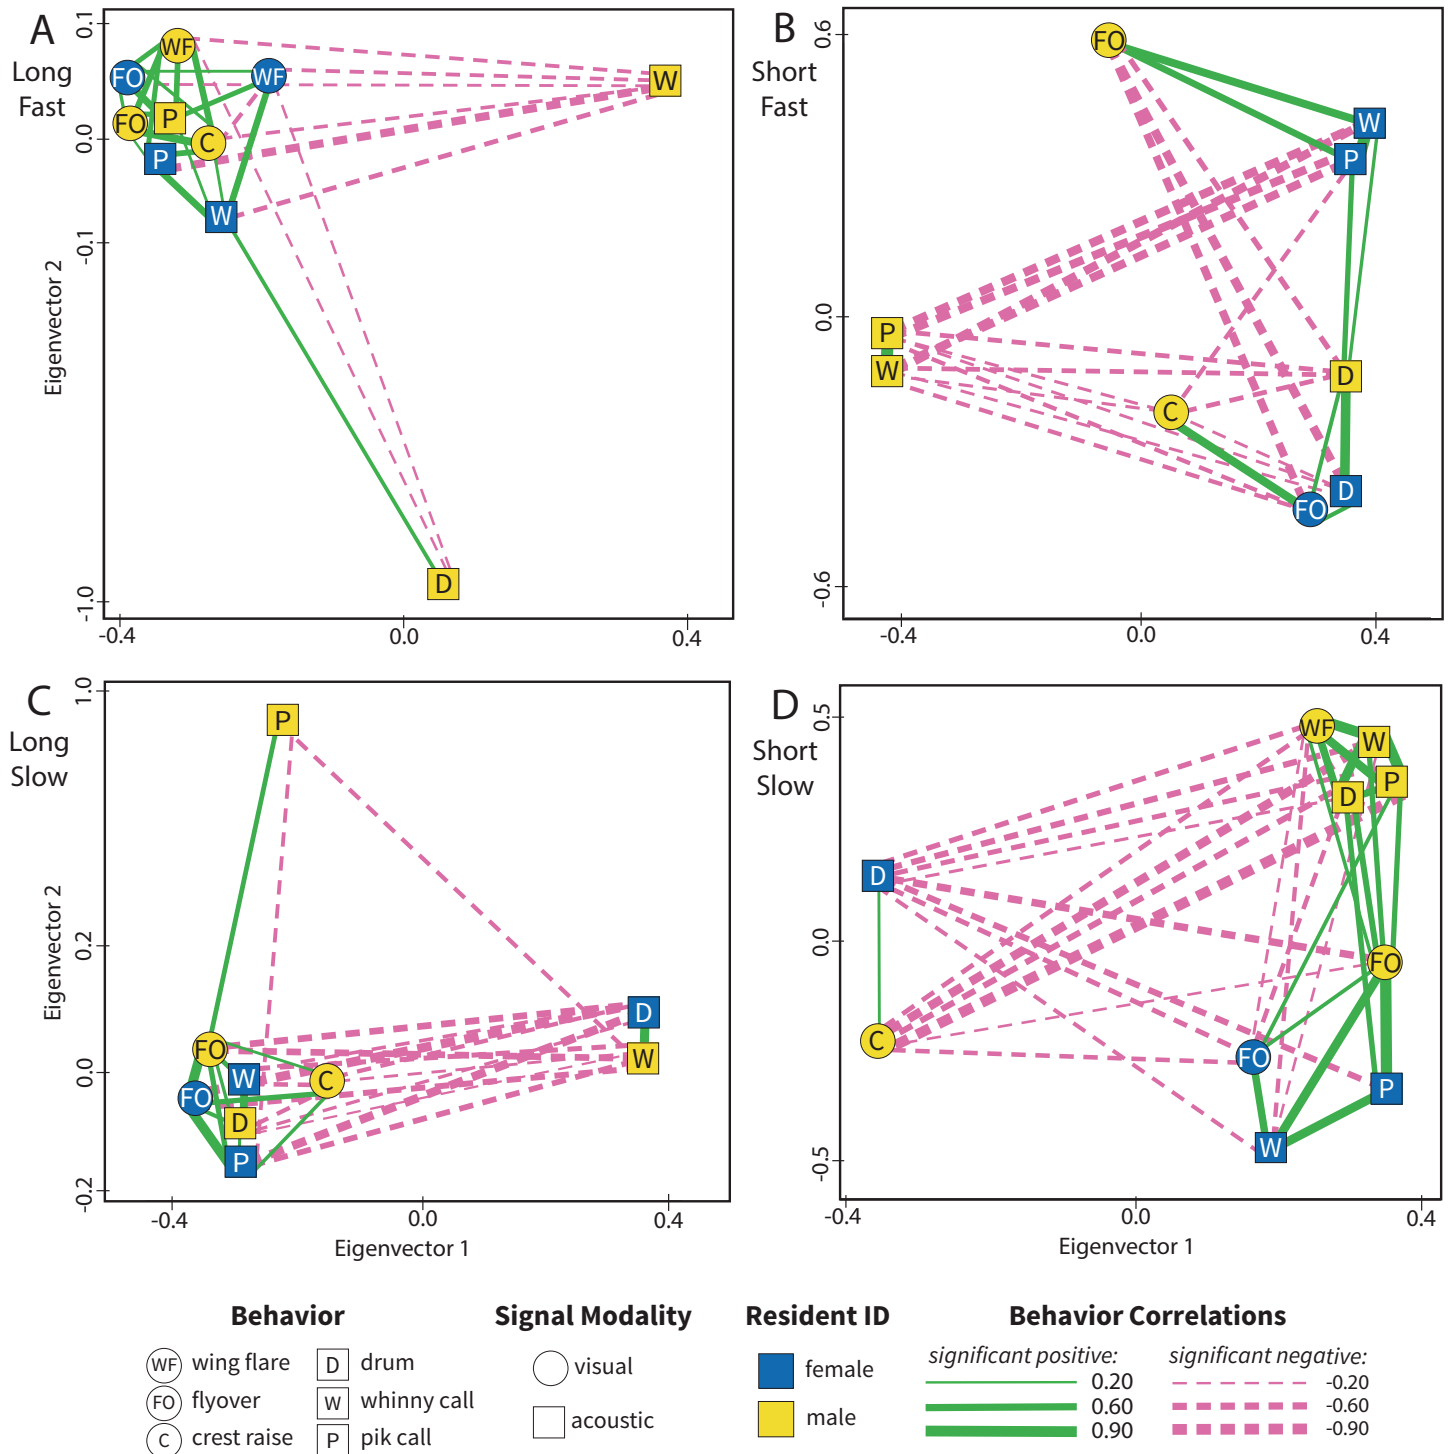 A
Long
Fast
Eigenvector 2
0.1
0.0
-0.1
-1.0
-0.4
0.0
0.4
WF
FO
WF
W
FO
P
C
P
W
D
B
Short
Fast
0.6
0.0
-0.6
-0.4
0.0
0.4
FO
W
P
P
W
D
C
D
FO
C
Long
Slow
Eigenvector 2
1.0
0.2
0.0
-0.2
-0.4
0.0
0.4
Eigenvector 1
P
D
FO
W
W
C
FO
D
P
D
Short
Slow
0.5
0.0
-0.5
-0.4
0.0
0.4
Eigenvector 1
WF
W
P
D
D
FO
C
FO
P
W
Behavior
WF wing flare D drum
FO flyover W whinny call
C crest raise P pik call
Signal Modality
visual
acoustic
Resident ID
female
male
Behavior Correlations
significant positive: significant negative:
0.20 -0.20
0.60 -0.60
0.90 -0.90